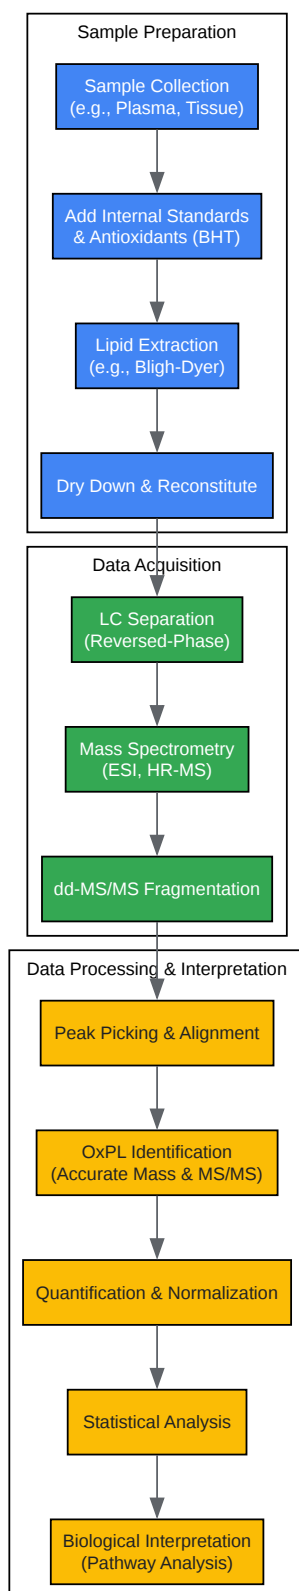 Sample Preparation
Sample Collection
(e.g., Plasma, Tissue)
Add Internal Standards
& Antioxidants (BHT)
Lipid Extraction
(e.g., Bligh-Dyer)
Dry Down & Reconstitute
Data Acquisition
LC Separation
(Reversed-Phase)
Mass Spectrometry
(ESI, HR-MS)
dd-MS/MS Fragmentation
Data Processing & Interpretation
Peak Picking & Alignment
OxPL Identification
(Accurate Mass & MS/MS)
Quantification & Normalization
Statistical Analysis
Biological Interpretation
(Pathway Analysis)